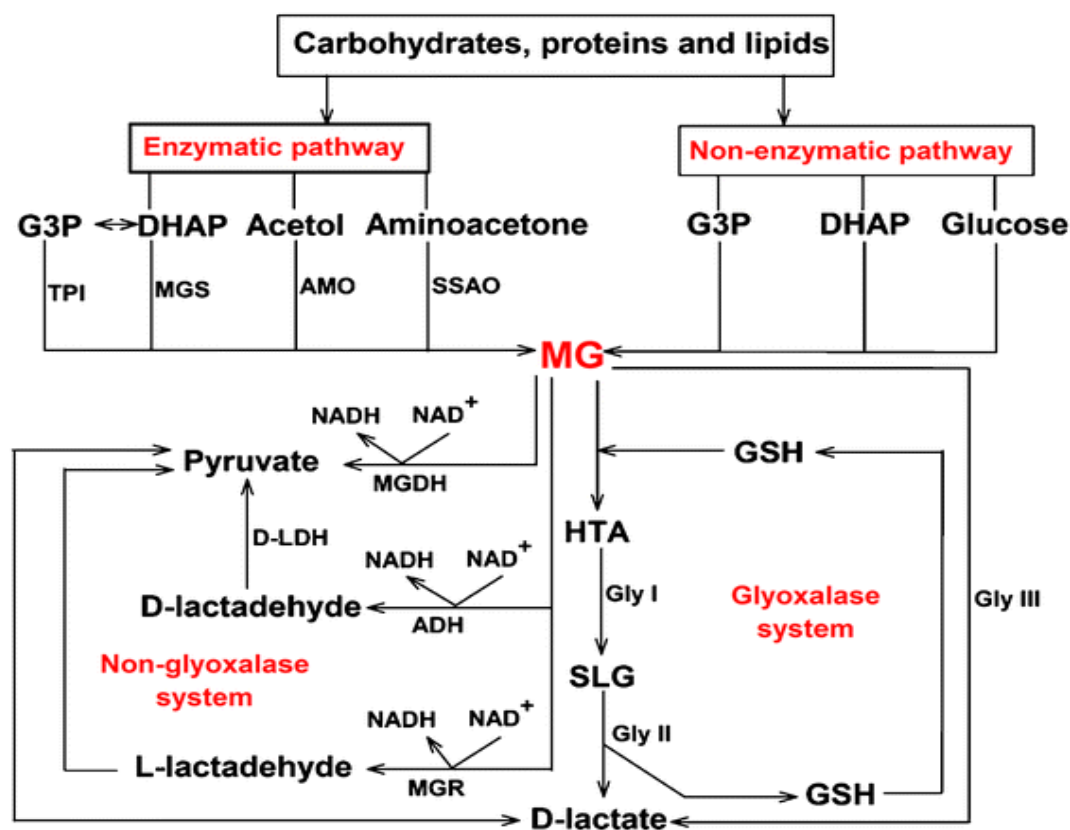 Carbohydrates, proteins and lipids
Enzymatic pathway
Non-enzymatic pathway
G3P DHAP Acetol Aminoacetone
G3P DHAP Glucose
TPI MGS AMO SSAO
MG
NADH NAD+
Pyruvate
MGDH
GSH
HTA
D-LDH
NADH NAD+
D-lactadehyde
ADH
Gly I
Glyoxalase
system
Gly III
Non-glyoxalase
system
SLG
NADH NAD+
Gly II
L-lactadehyde
MGR
GSH
D-lactate